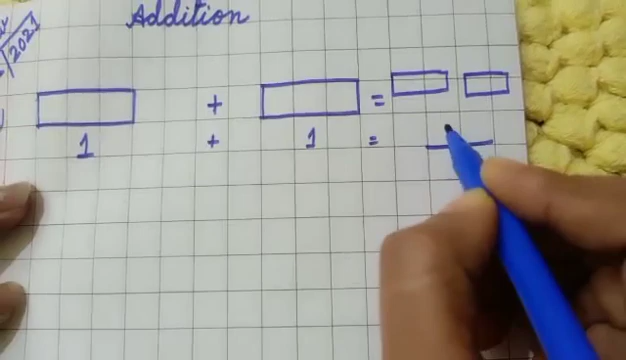 Addition
/2021
+ =
1 + 1 =